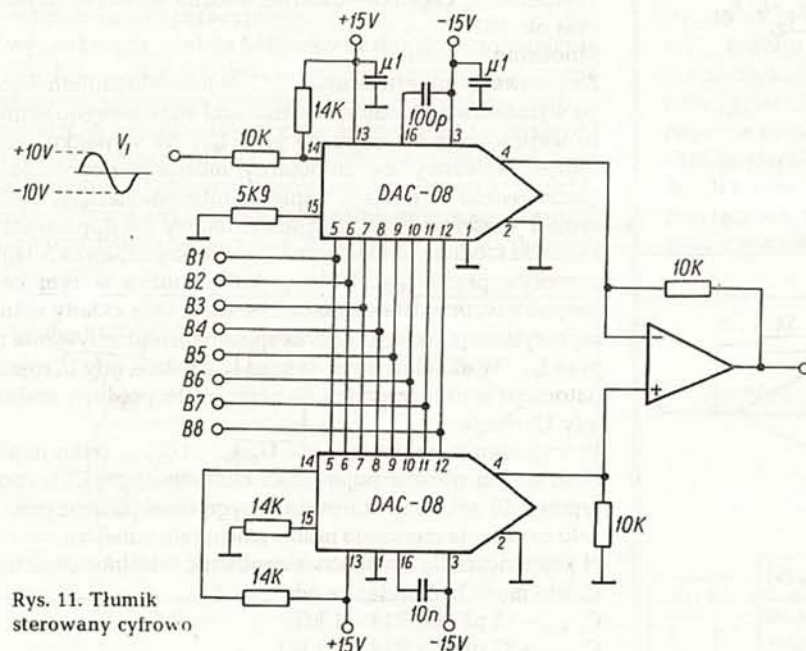 +15V -15V
µ1 µ1
14K 100p
13 16 3
+10V V₁ 10K 14 4
-10V DAC-08
5K9 15
5 6 7 8 9 10 11 12 1 2
B1
B2
B3
B4
B5
B6
B7
B8
10K
-
+
14 5 6 7 8 9 10 11 12 4
DAC-08
14K 15 2
14K 13 1 16 3
10n
10K
+15V -15V
Rys. 11. Tłumik
sterowany cyfrowo